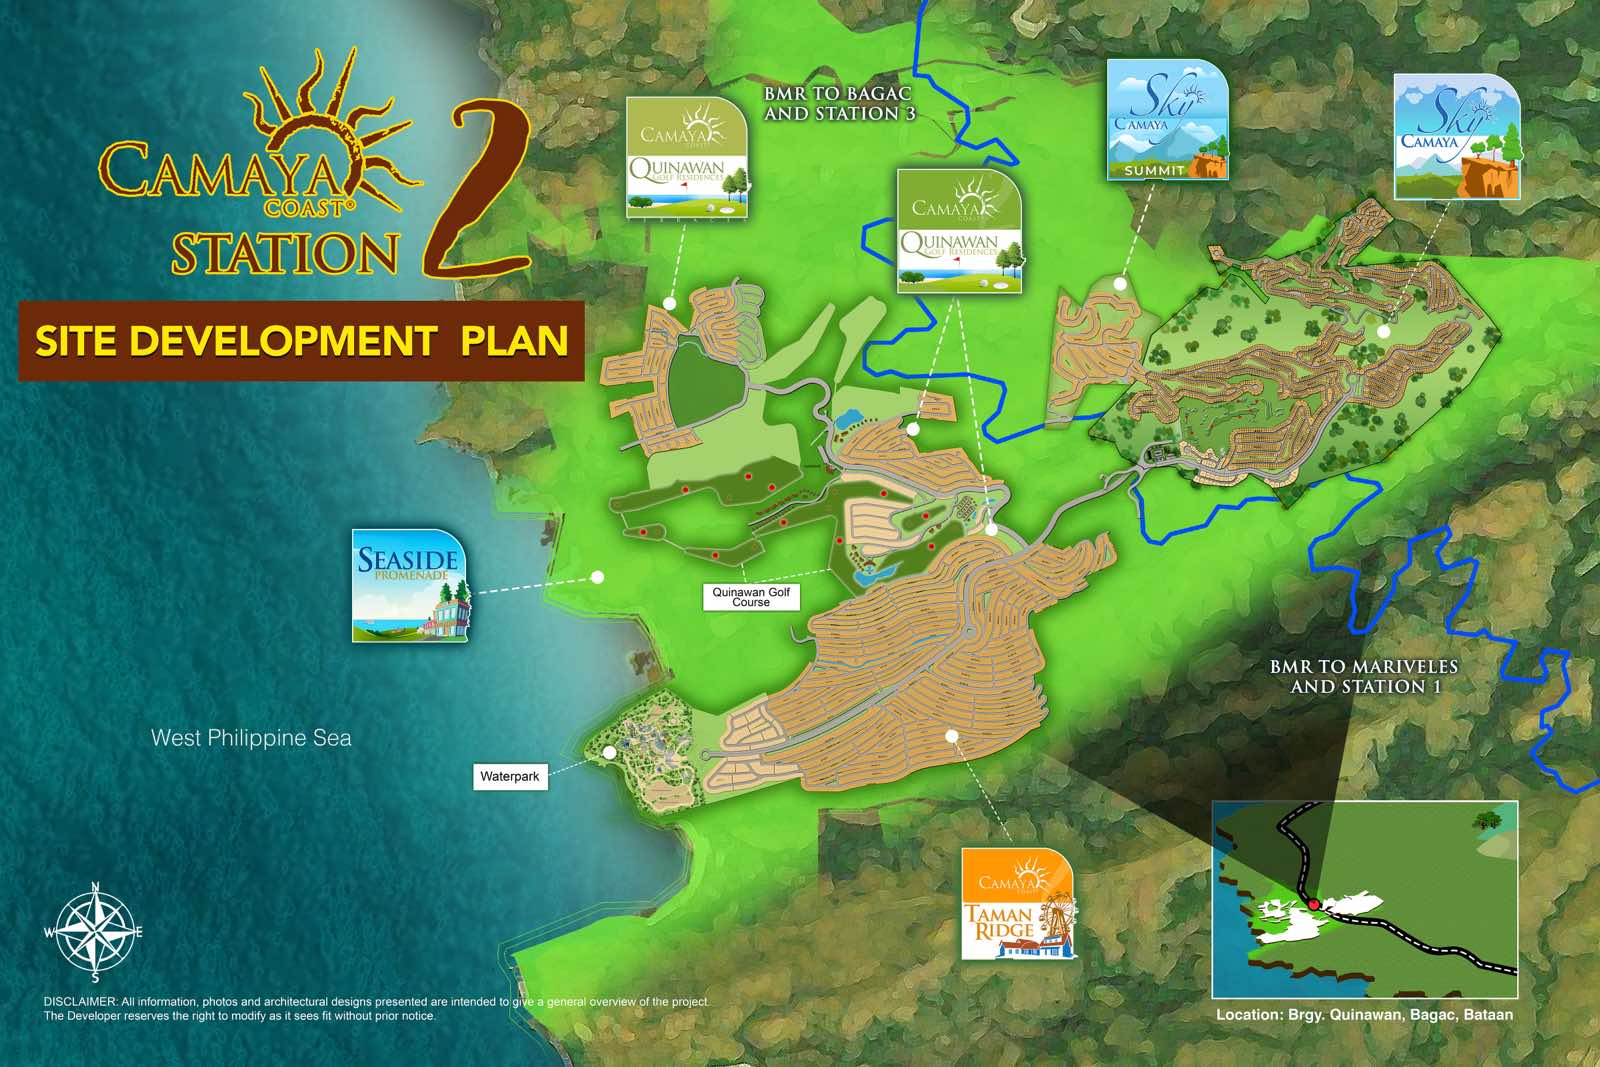 CAMAYA
COAST®
STATION 2
SITE DEVELOPMENT PLAN
BMR TO BAGAC
AND STATION 3
CAMAYA
COAST
QUINAWAN
GOLF RESIDENCES
CAMAYA
COAST
QUINAWAN
GOLF RESIDENCES
Sky
CAMAYA
SUMMIT
Sky
CAMAYA
SEASIDE
PROMENADE
Quinawan Golf
Course
BMR TO MARIVELES
AND STATION 1
West Philippine Sea
Waterpark
CAMAYA
COAST
TAMAN
RIDGE
N
W E
S
DISCLAIMER: All information, photos and architectural designs presented are intended to give a general overview of the project.
The Developer reserves the right to modify as it sees fit without prior notice.
Location: Brgy. Quinawan, Bagac, Bataan